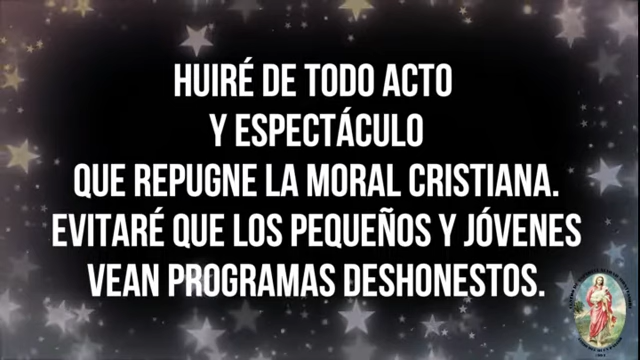 HUIRÉ DE TODO ACTO
Y ESPECTÁCULO
QUE REPUGNE LA MORAL CRISTIANA.
EVITARÉ QUE LOS PEQUEÑOS Y JÓVENES
VEAN PROGRAMAS DESHONESTOS.